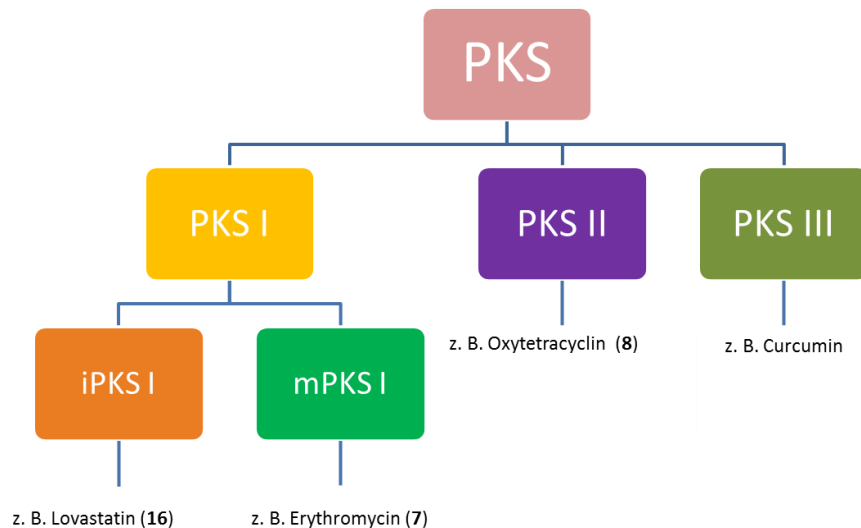 PKS
PKS I
PKS II
PKS III
z. B. Oxytetracyclin (8)
z. B. Curcumin
iPKS I
mPKS I
z. B. Lovastatin (16)
z. B. Erythromycin (7)